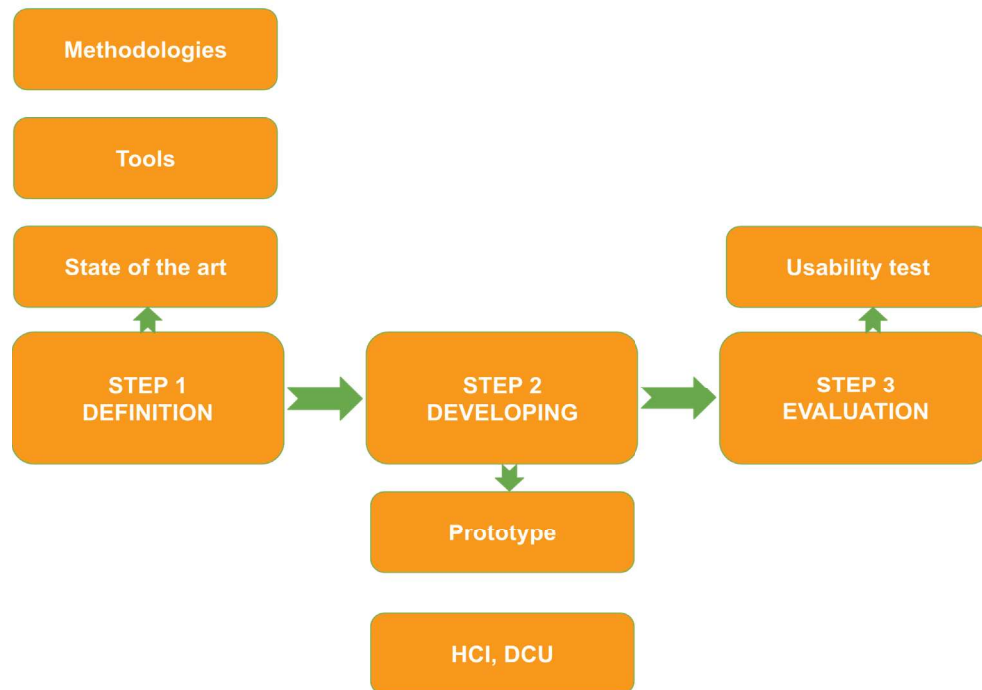 Methodologies
Tools
State of the art
Usability test
STEP 1
DEFINITION
STEP 2
DEVELOPING
STEP 3
EVALUATION
Prototype
HCI, DCU